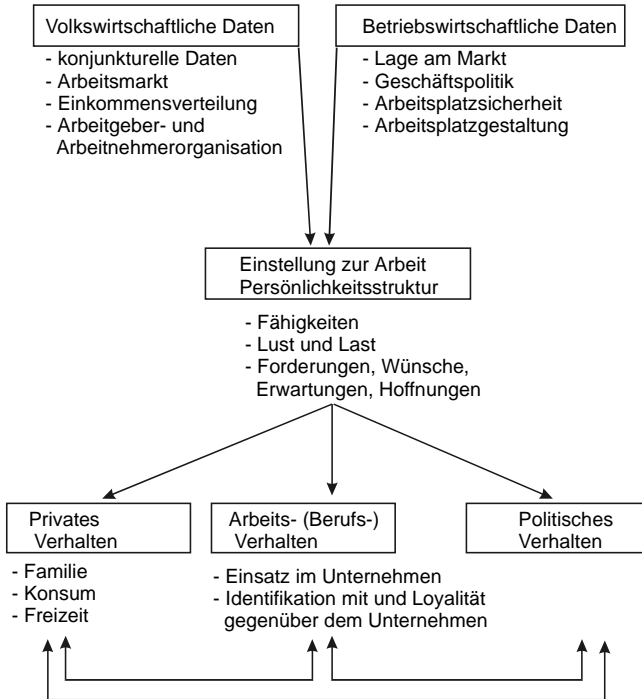 Volkswirtschaftliche Daten
- konjunkturelle Daten
- Arbeitsmarkt
- Einkommensverteilung
- Arbeitgeber- und
Arbeitnehmerorganisation
Betriebswirtschaftliche Daten
- Lage am Markt
- Geschäftspolitik
- Arbeitsplatzsicherheit
- Arbeitsplatzgestaltung
Einstellung zur Arbeit
Persönlichkeitsstruktur
- Fähigkeiten
- Lust und Last
- Forderungen, Wünsche,
Erwartungen, Hoffnungen
Privates
Verhalten
- Familie
- Konsum
- Freizeit
Arbeits- (Berufs-)
Verhalten
- Einsatz im Unternehmen
- Identifikation mit und Loyalität
gegenüber dem Unternehmen
Politisches
Verhalten